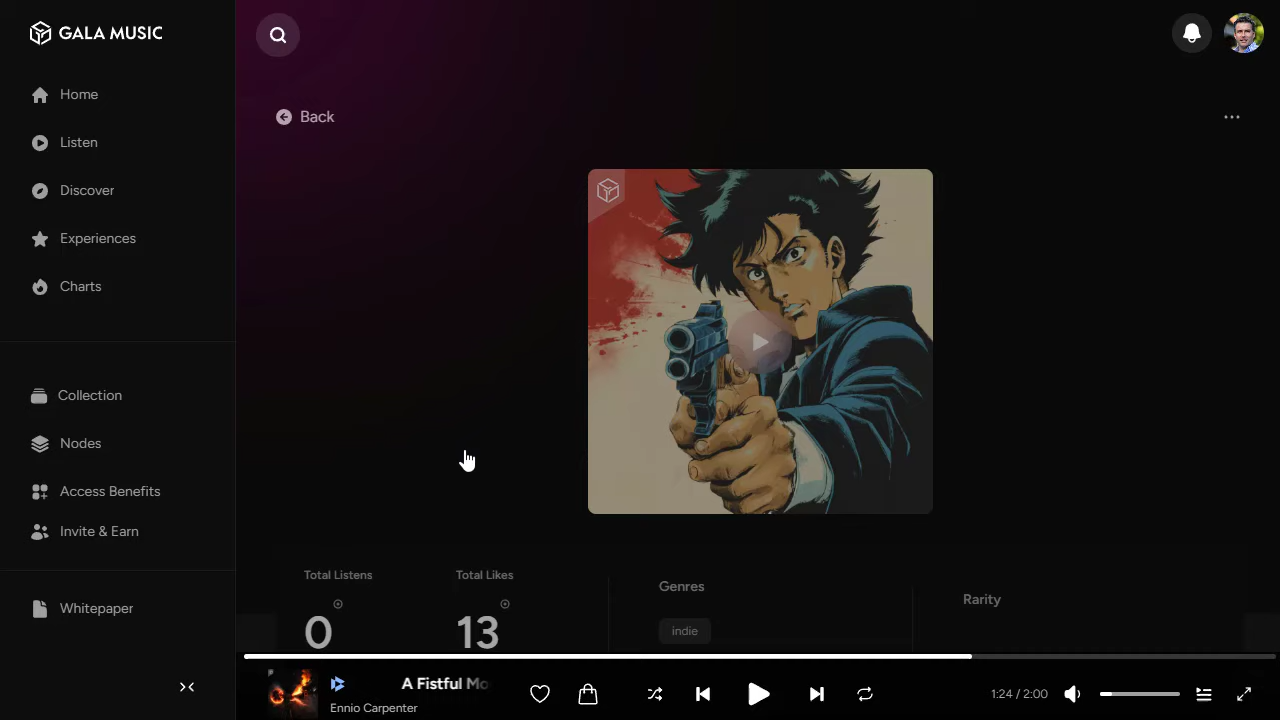 GALA MUSIC
Home
Listen
Discover
Experiences
Charts
Collection
Nodes
Access Benefits
Invite & Earn
Whitepaper
Back
Total Listens
0
Total Likes
13
Genres
indie
Rarity
A Fistful Mo
Ennio Carpenter
1:24 / 2:00